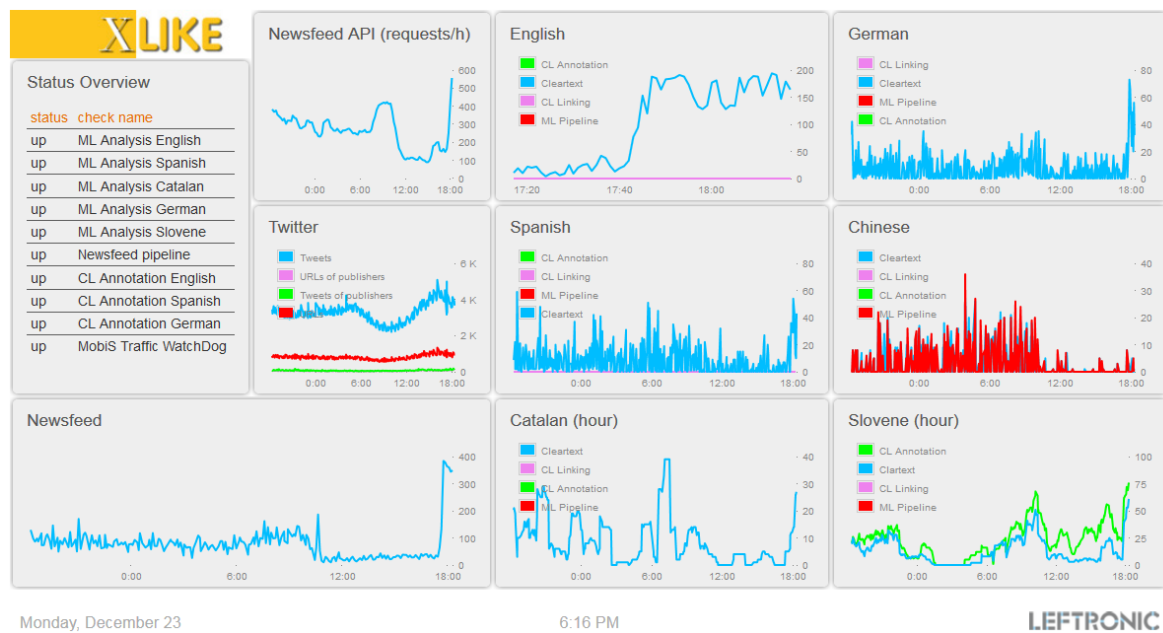 XLIKE
Status Overview
status check name
up ML Analysis English
up ML Analysis Spanish
up ML Analysis Catalan
up ML Analysis German
up ML Analysis Slovene
up Newsfeed pipeline
up CL Annotation English
up CL Annotation Spanish
up CL Annotation German
up MobiS Traffic WatchDog
Newsfeed API (requests/h)
600
500
400
300
200
100
0
0:00 6:00 12:00 18:00
English
CL Annotation
Cleartext
CL Linking
ML Pipeline
200
150
100
50
0
17:20 17:40 18:00
German
CL Linking
Cleartext
ML Pipeline
CL Annotation
80
60
40
20
0
0:00 6:00 12:00 18:00
Twitter
Tweets
URLs of publishers
Tweets of publishers
6 K
4 K
2 K
0
0:00 6:00 12:00 18:00
Spanish
CL Annotation
CL Linking
ML Pipeline
Cleartext
80
60
40
20
0
0:00 6:00 12:00 18:00
Chinese
Cleartext
CL Linking
CL Annotation
ML Pipeline
40
30
20
10
0
0:00 6:00 12:00 18:00
Newsfeed
400
300
200
100
0
0:00 6:00 12:00 18:00
Catalan (hour)
Cleartext
CL Linking
CL Annotation
ML Pipeline
40
30
20
10
0
0:00 6:00 12:00 18:00
Slovene (hour)
CL Annotation
Clartext
CL Linking
ML Pipeline
100
75
50
25
0
0:00 6:00 12:00 18:00
Monday, December 23
6:16 PM
LEFTRONIC